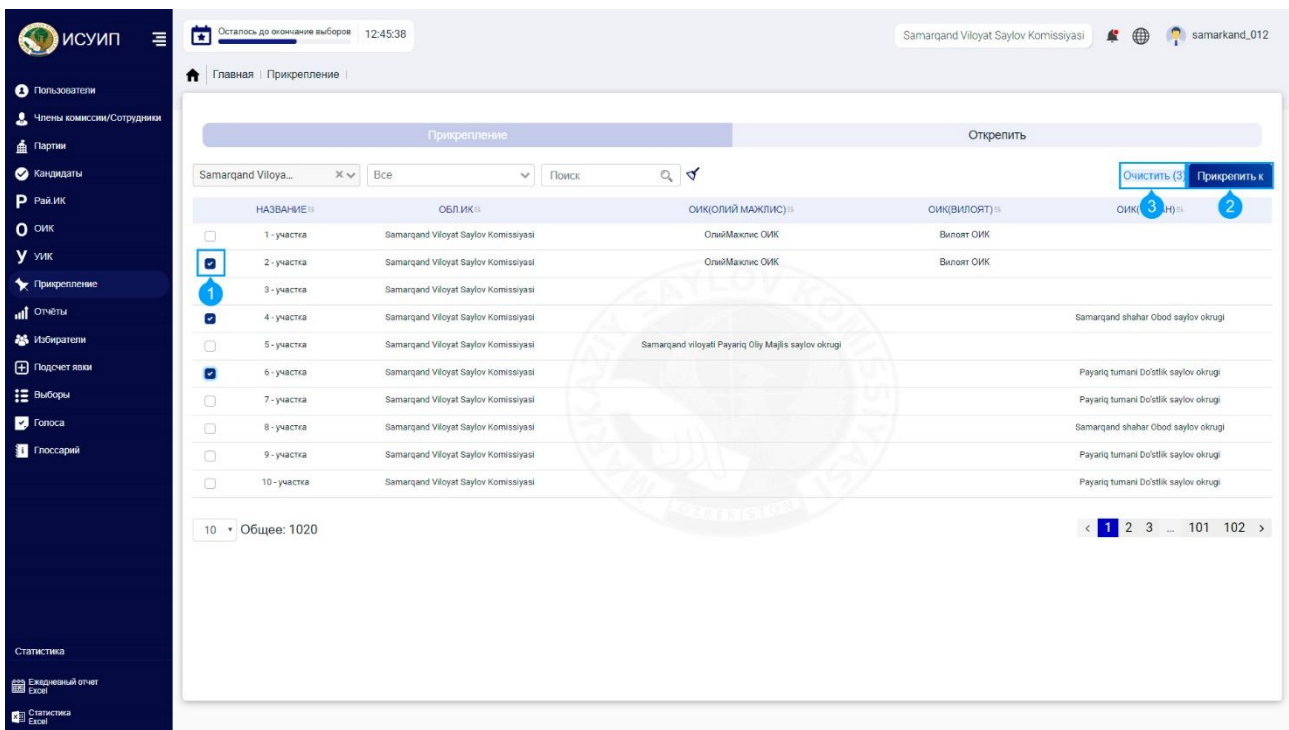 ИСУИП
Осталось до окончание выборов 12:45:38
Samarqand Viloyat Saylov Komissiyasi
samarkand_012
Главная | Прикрепление |
Пользователи
Члены комиссии/Сотрудники
Партии
Кандидаты
Рай.ИК
ОИК
УИК
Прикрепление
Отчёты
Избиратели
Подсчет явки
Выборы
Голоса
Глоссарий
Статистика
Ежедневный отчет
Excel
Статистика
Excel
Прикрепление
Открепить
Samarqand Viloya...
Все
Поиск
Очистить (3)
Прикрепить к
3
2
НАЗВАНИЕ ОБЛ.ИК ОИК(ОЛИЙ МАЖЛИС) ОИК(ВИЛОЯТ)
1 - участка Samarqand Viloyat Saylov Komissiyasi ОлийМажлис ОИК Вилоят ОИК
2 - участка Samarqand Viloyat Saylov Komissiyasi ОлийМажлис ОИК Вилоят ОИК
1
3 - участка Samarqand Viloyat Saylov Komissiyasi
4 - участка Samarqand Viloyat Saylov Komissiyasi Samarqand shahar Obod saylov okrugi
5 - участка Samarqand Viloyat Saylov Komissiyasi Samarqand viloyati Payariq Oliy Majlis saylov okrugi
6 - участка Samarqand Viloyat Saylov Komissiyasi Payariq tumani Do'stlik saylov okrugi
7 - участка Samarqand Viloyat Saylov Komissiyasi Payariq tumani Do'stlik saylov okrugi
8 - участка Samarqand Viloyat Saylov Komissiyasi Samarqand shahar Obod saylov okrugi
9 - участка Samarqand Viloyat Saylov Komissiyasi Payariq tumani Do'stlik saylov okrugi
10 - участка Samarqand Viloyat Saylov Komissiyasi Payariq tumani Do'stlik saylov okrugi
MARKAZIY SAYLOV KOMISSIYASI
O'ZBEKISTON
10 Общее: 1020
< 1 2 3 ... 101 102 >